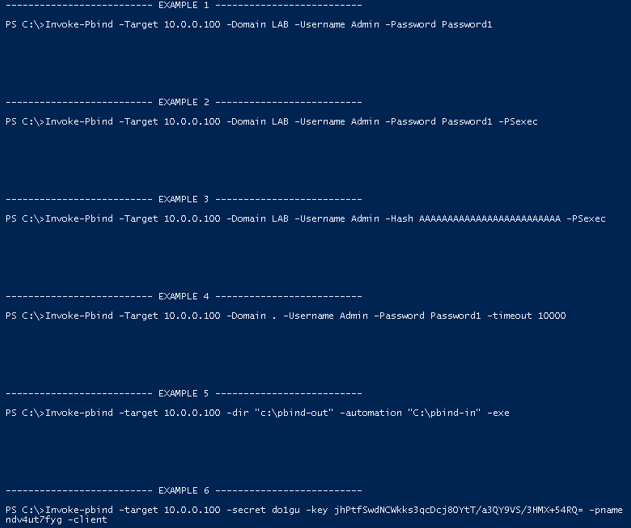 -------------------------- EXAMPLE 1 --------------------------
PS C:\>Invoke-Pbind -Target 10.0.0.100 -Domain LAB -Username Admin -Password Password1
-------------------------- EXAMPLE 2 --------------------------
PS C:\>Invoke-Pbind -Target 10.0.0.100 -Domain LAB -Username Admin -Password Password1 -PSexec
-------------------------- EXAMPLE 3 --------------------------
PS C:\>Invoke-Pbind -Target 10.0.0.100 -Domain LAB -Username Admin -Hash AAAAAAAAAAAAAAAAAAAAAAAAA -PSexec
-------------------------- EXAMPLE 4 --------------------------
PS C:\>Invoke-Pbind -Target 10.0.0.100 -Domain . -Username Admin -Password Password1 -timeout 10000
-------------------------- EXAMPLE 5 --------------------------
PS C:\>Invoke-pbind -target 10.0.0.100 -dir "c:\pbind-out" -automation "C:\pbind-in" -exe
-------------------------- EXAMPLE 6 --------------------------
PS C:\>Invoke-Pbind -target 10.0.0.100 -secret do1gu -key jhPtfSwdNCWkks3qcDcj8OYtT/a3QY9VS/3HMX+54RQ= -pname
ndv4ut7fyg -client